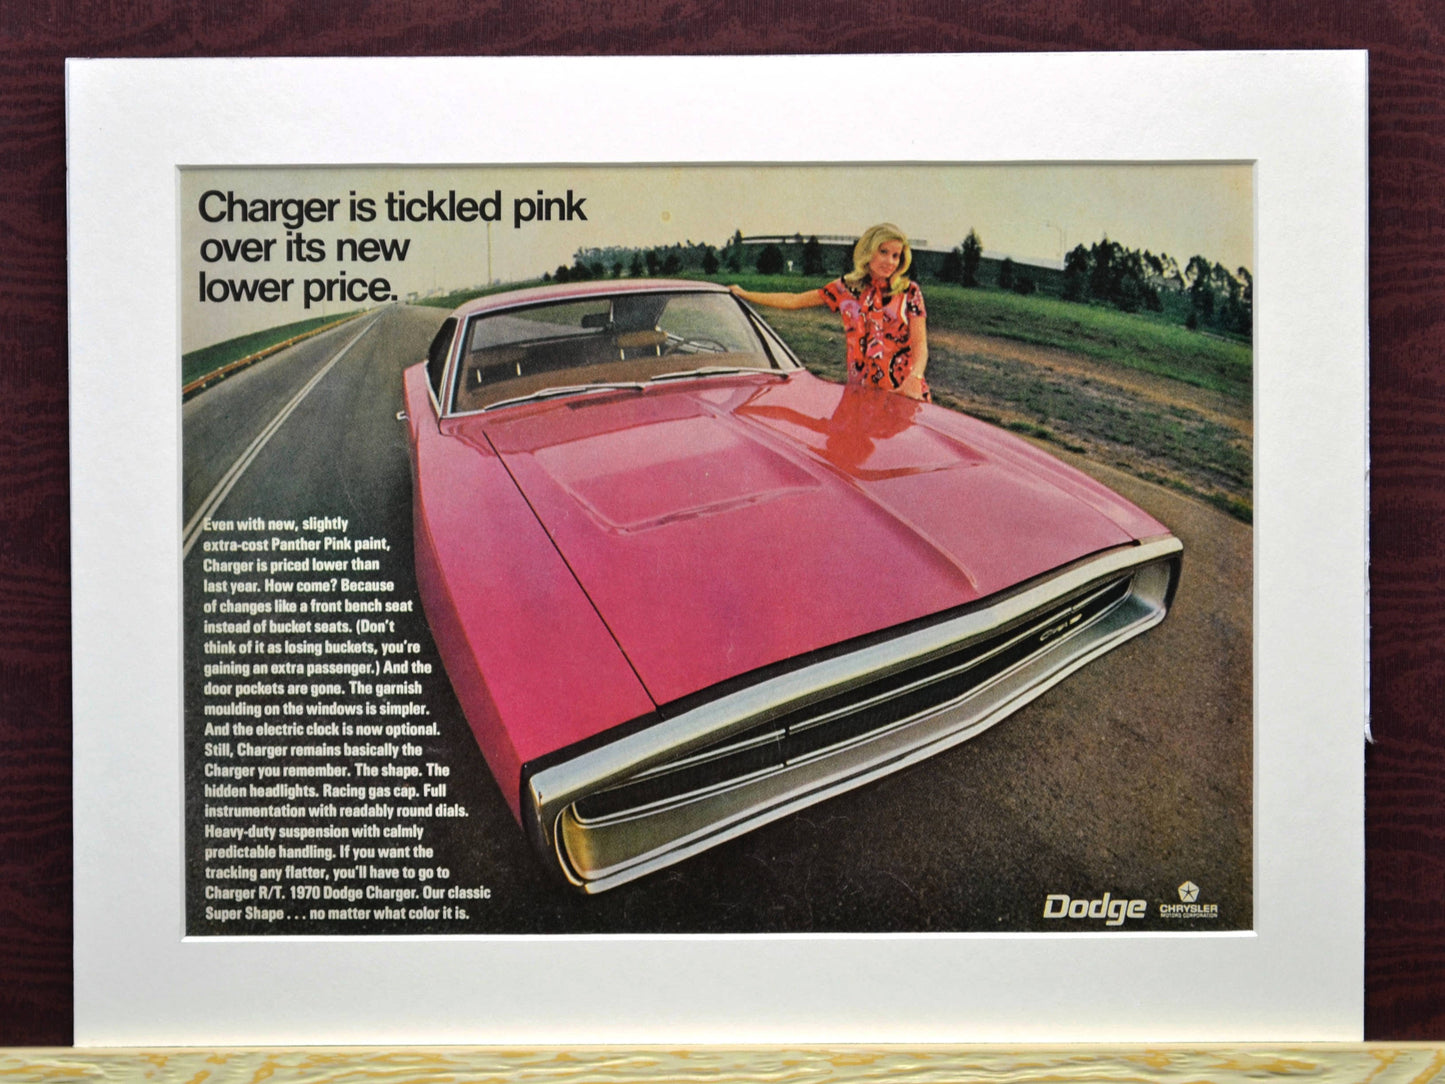 Charger is tickled pink
over its new
lower price.
Even with new, slightly
extra-cost Panther Pink paint,
Charger is priced lower than
last year. How come? Because
of changes like a front bench seat
instead of bucket seats. (Don't
think of it as losing buckets, you're
gaining an extra passenger.) And the
door pockets are gone. The garnish
moulding on the windows is simpler.
And the electric clock is now optional.
Still, Charger remains basically the
Charger you remember. The shape. The
hidden headlights. Racing gas cap. Full
instrumentation with readably round dials.
Heavy-duty suspension with calmly
predictable handling. If you want the
tracking any flatter, you'll have to go to
Charger R/T. 1970 Dodge Charger. Our classic
Super Shape . . . no matter what color it is.
Dodge
CHRYSLER
MOTORS CORPORATION